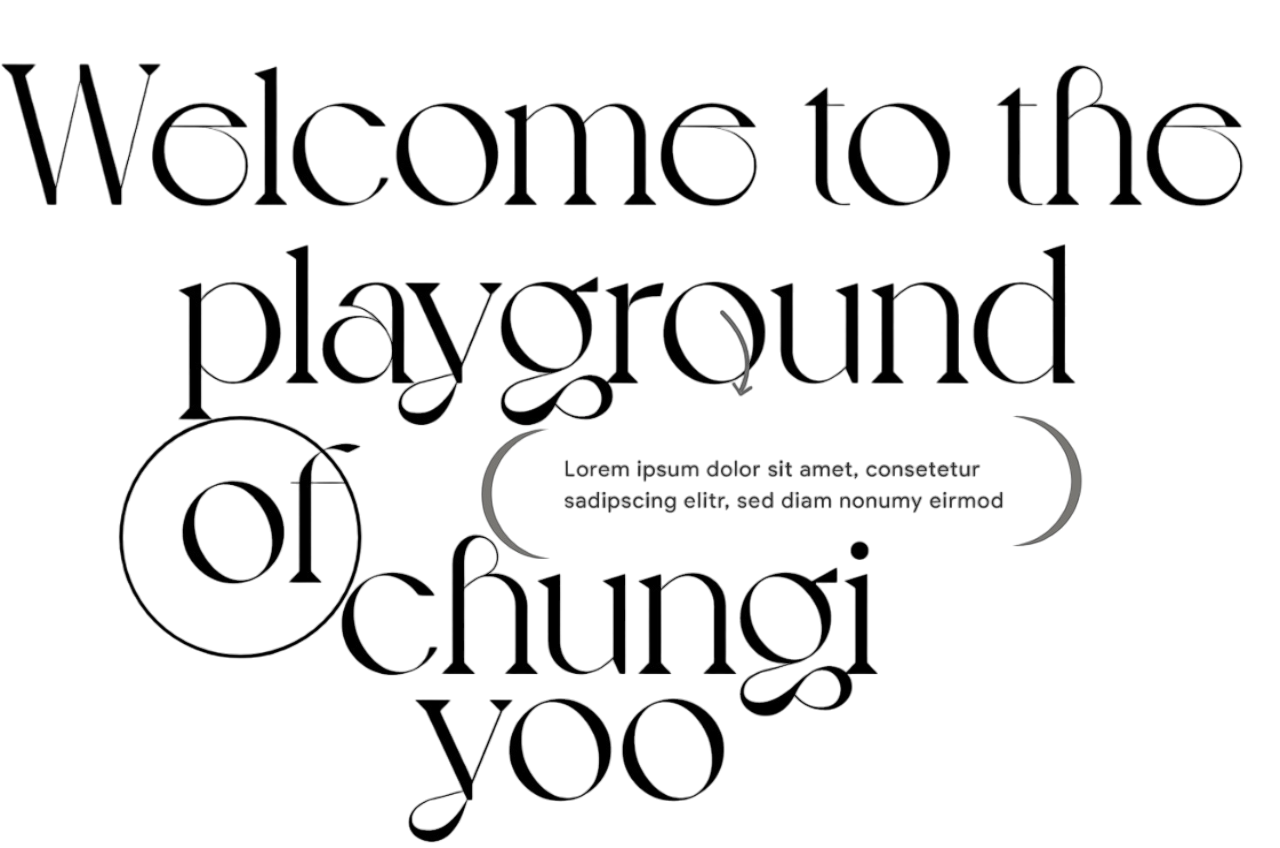 Welcome to the
playground
of
Lorem ipsum dolor sit amet, consetetur
sadipscing elitr, sed diam nonumy eirmod
chungi
yoo